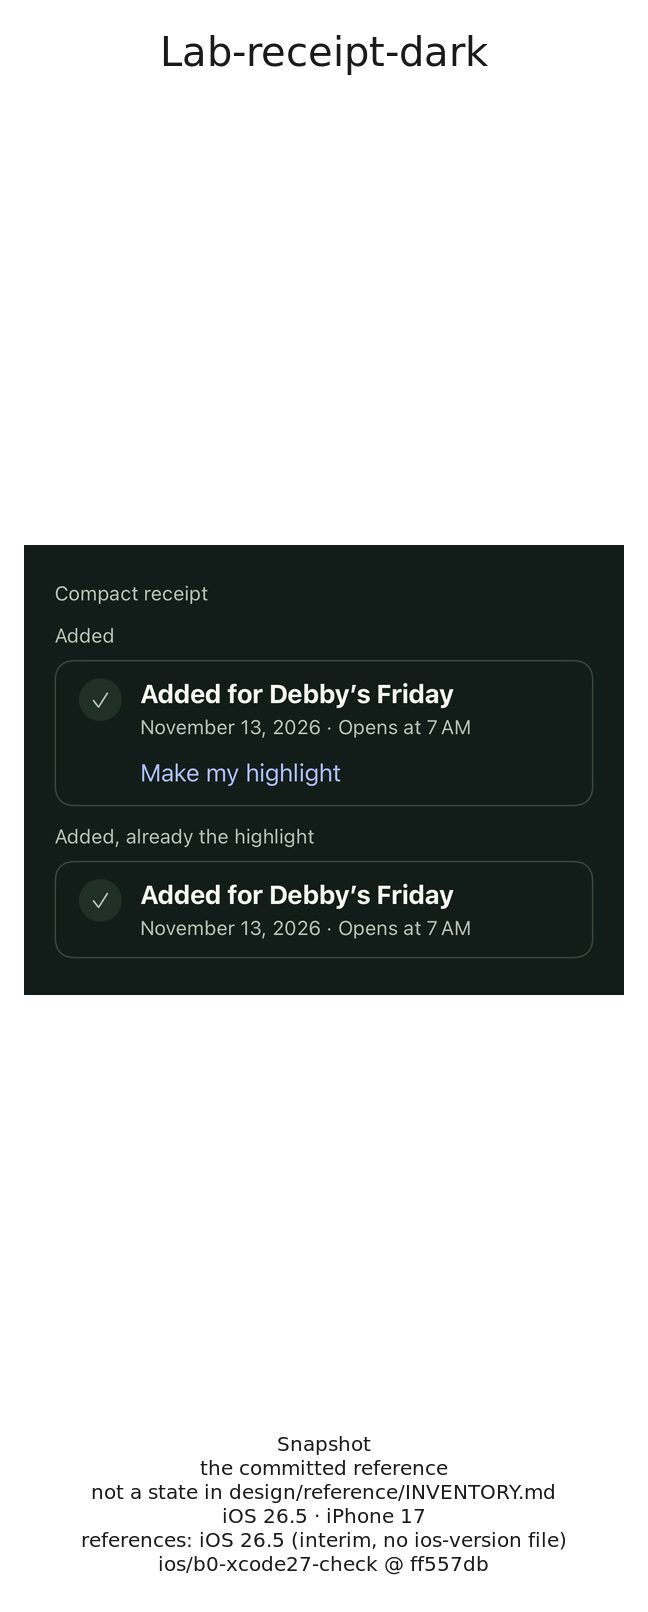 Lab-receipt-dark
Compact receipt
Added
Added for Debby’s Friday
November 13, 2026 · Opens at 7 AM
Make my highlight
Added, already the highlight
Added for Debby’s Friday
November 13, 2026 · Opens at 7 AM
Snapshot
the committed reference
not a state in design/reference/INVENTORY.md
iOS 26.5 · iPhone 17
references: iOS 26.5 (interim, no ios-version file)
ios/b0-xcode27-check @ ff557db